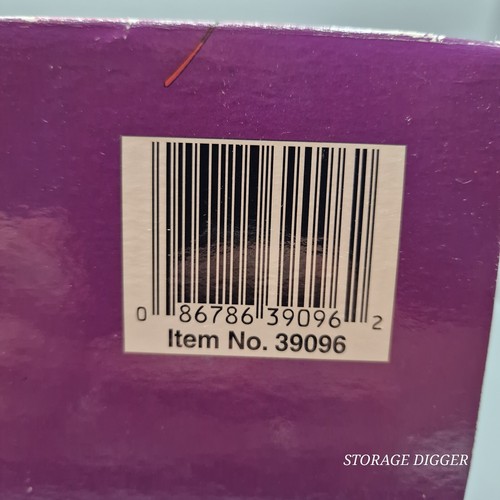 0 86786 39096 2
Item No. 39096
STORAGE DIGGER